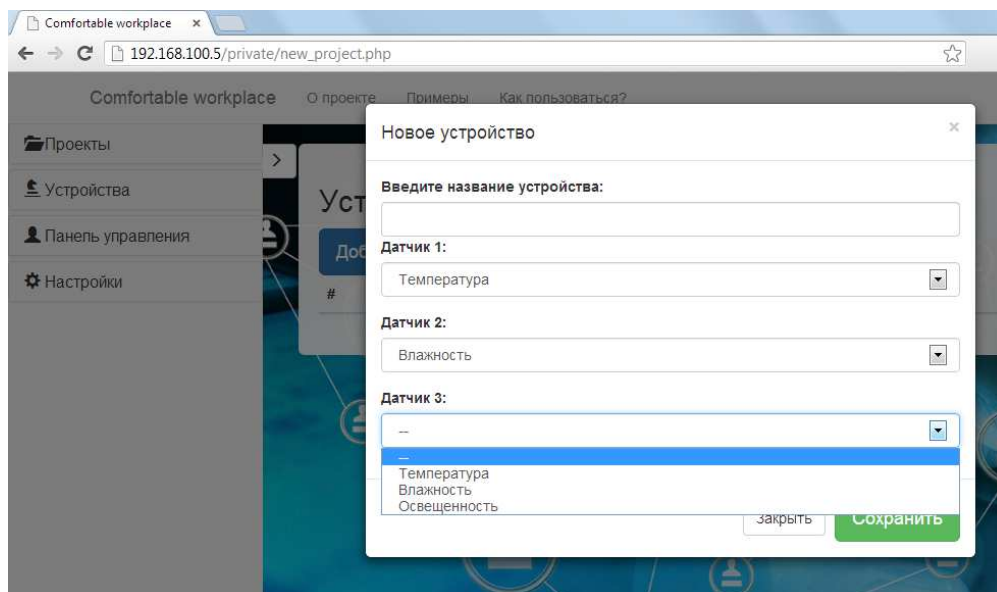 Comfortable workplace
192.168.100.5/private/new_project.php
Comfortable workplace О проекте Примеры Как пользоваться?
Проекты
Устройства
Панель управления
Настройки
#
Новое устройство ×
Введите название устройства:
Датчик 1:
Температура
Датчик 2:
Влажность
Датчик 3:
--
--
Температура
Влажность
Освещенность
Закрыть Сохранить